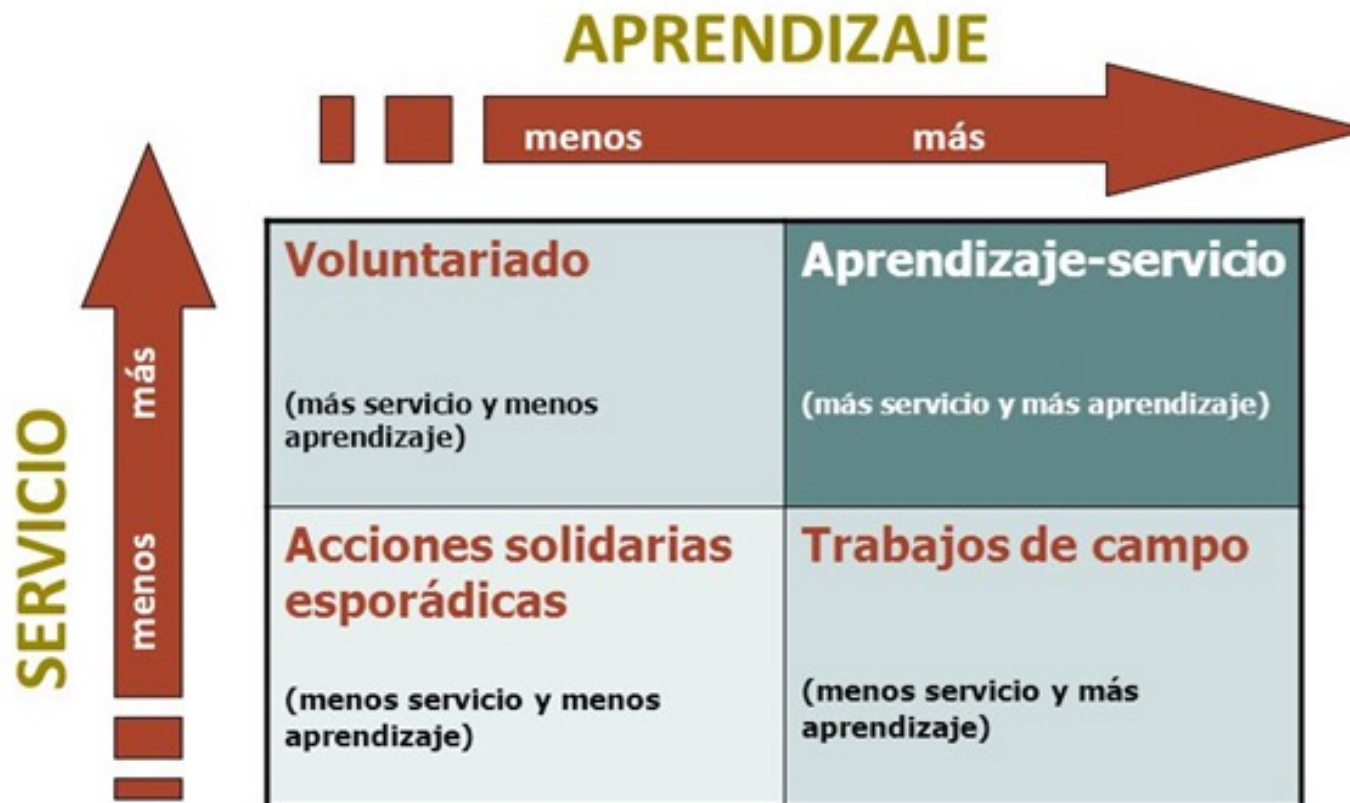 APRENDIZAJE
menos más
SERVICIO
menos más
Voluntariado
(más servicio y menos
aprendizaje)
Aprendizaje-servicio
(más servicio y más aprendizaje)
Acciones solidarias
esporádicas
(menos servicio y menos
aprendizaje)
Trabajos de campo
(menos servicio y más
aprendizaje)